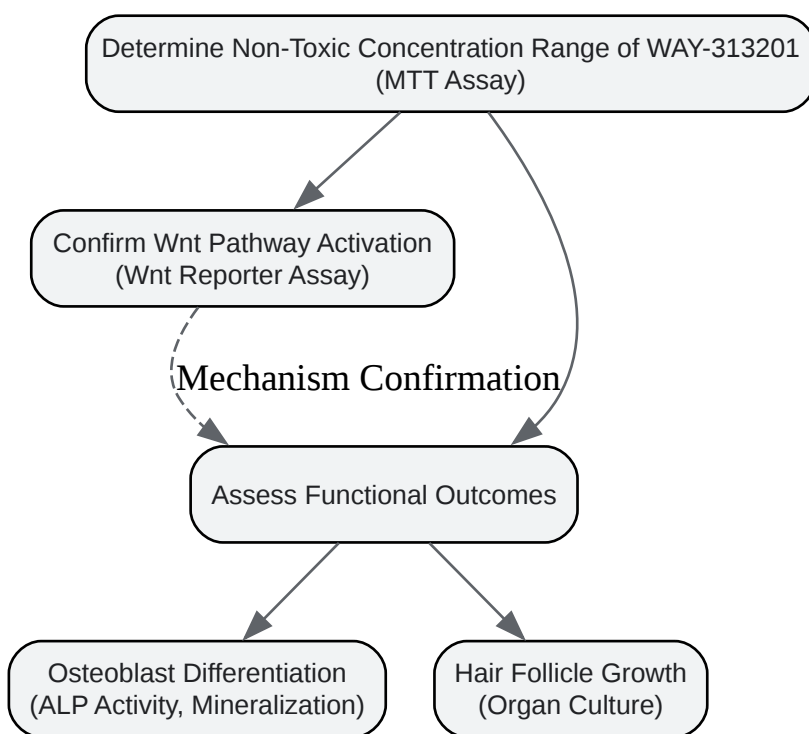 Determine Non-Toxic Concentration Range of WAY-313201
(MTT Assay)
Confirm Wnt Pathway Activation
(Wnt Reporter Assay)
Mechanism Confirmation
Assess Functional Outcomes
Osteoblast Differentiation
(ALP Activity, Mineralization)
Hair Follicle Growth
(Organ Culture)